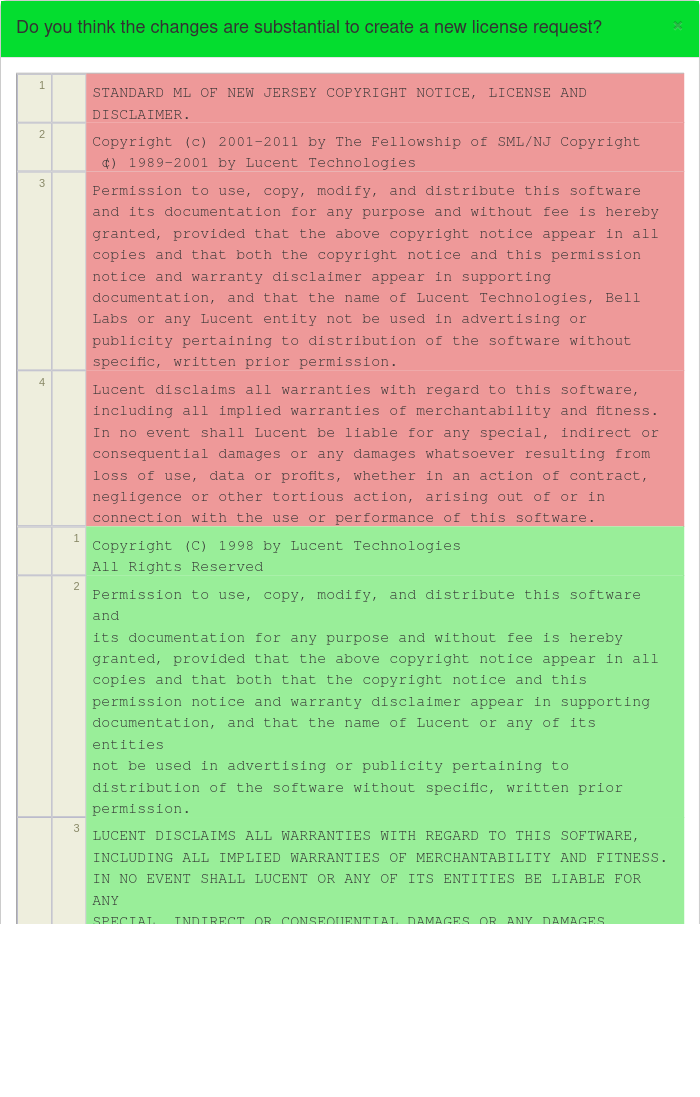 Do you think the changes are substantial to create a new license request? ×
1 STANDARD ML OF NEW JERSEY COPYRIGHT NOTICE, LICENSE AND
DISCLAIMER.
2 Copyright (c) 2001-2011 by The Fellowship of SML/NJ Copyright
¢) 1989-2001 by Lucent Technologies
3 Permission to use, copy, modify, and distribute this software
and its documentation for any purpose and without fee is hereby
granted, provided that the above copyright notice appear in all
copies and that both the copyright notice and this permission
notice and warranty disclaimer appear in supporting
documentation, and that the name of Lucent Technologies, Bell
Labs or any Lucent entity not be used in advertising or
publicity pertaining to distribution of the software without
specific, written prior permission.
4 Lucent disclaims all warranties with regard to this software,
including all implied warranties of merchantability and fitness.
In no event shall Lucent be liable for any special, indirect or
consequential damages or any damages whatsoever resulting from
loss of use, data or profits, whether in an action of contract,
negligence or other tortious action, arising out of or in
connection with the use or performance of this software.
1 Copyright (C) 1998 by Lucent Technologies
All Rights Reserved
2 Permission to use, copy, modify, and distribute this software
and
its documentation for any purpose and without fee is hereby
granted, provided that the above copyright notice appear in all
copies and that both that the copyright notice and this
permission notice and warranty disclaimer appear in supporting
documentation, and that the name of Lucent or any of its
entities
not be used in advertising or publicity pertaining to
distribution of the software without specific, written prior
permission.
3 LUCENT DISCLAIMS ALL WARRANTIES WITH REGARD TO THIS SOFTWARE,
INCLUDING ALL IMPLIED WARRANTIES OF MERCHANTABILITY AND FITNESS.
IN NO EVENT SHALL LUCENT OR ANY OF ITS ENTITIES BE LIABLE FOR
ANY
SPECIAL, INDIRECT OR CONSEQUENTIAL DAMAGES OR ANY DAMAGES